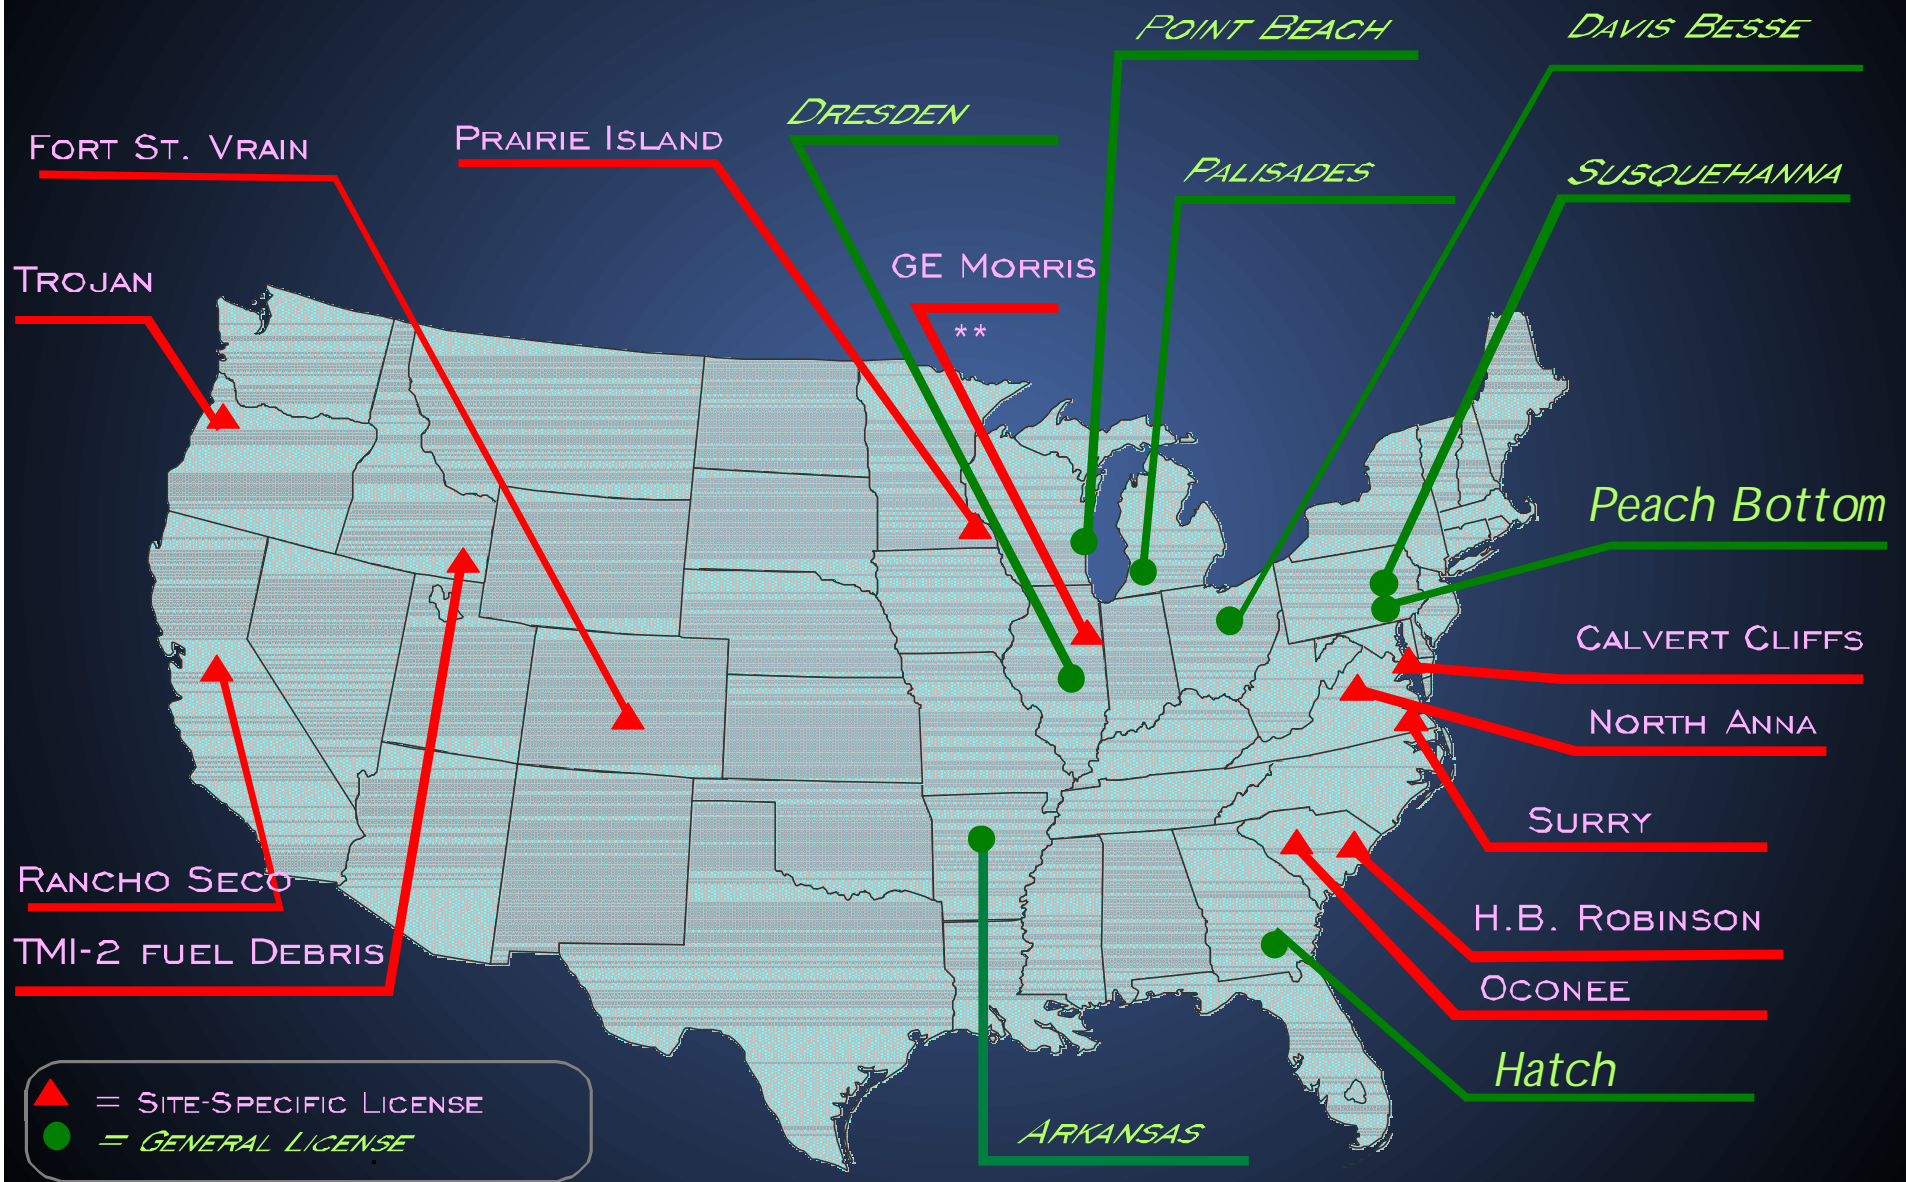 Point Beach
Davis Besse
Dresden
Fort St. Vrain
Prairie Island
Palisades
Susquehanna
GE Morris
**
Trojan
Peach Bottom
Calvert Cliffs
North Anna
Surry
Rancho Seco
H.B. Robinson
TMI-2 fuel Debris
Oconee
Hatch
Arkansas
= Site-Specific License
= General License